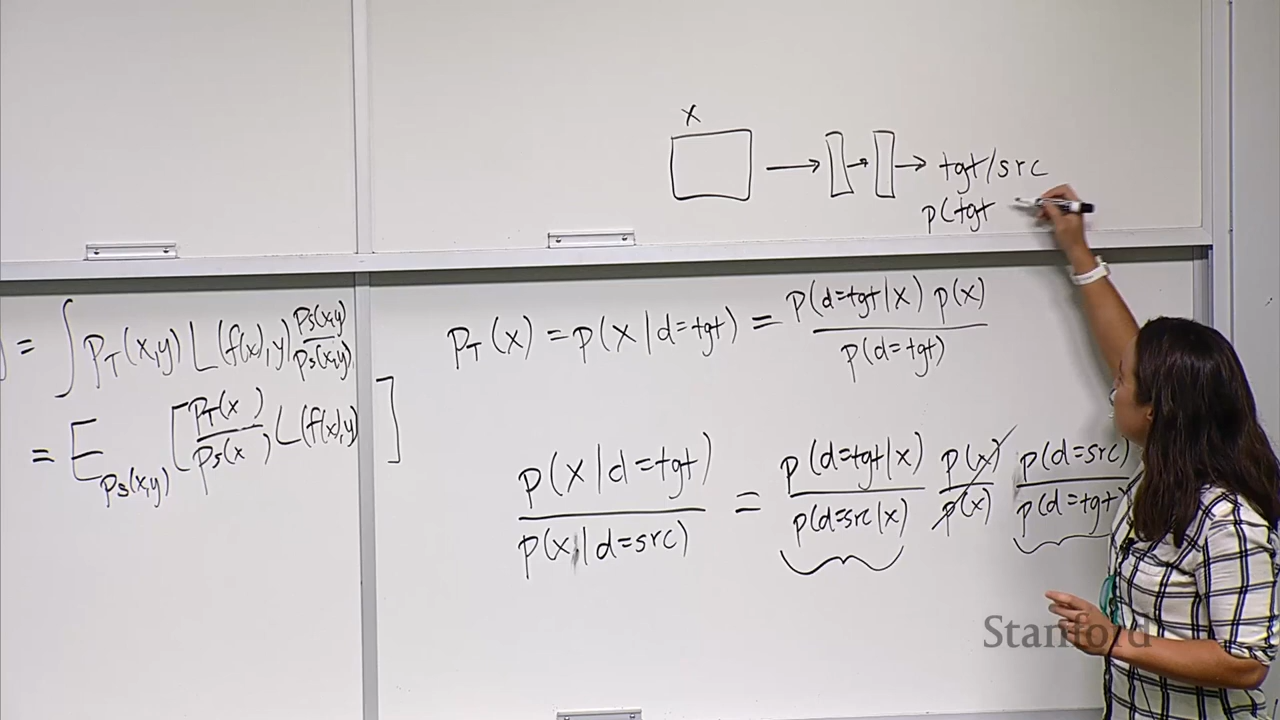 x
tgt/src
p(tgt
) = ∫ p_T(x,y) L(f(x),y) p_S(x,y) / p_S(x,y)
= E_{p_S(x,y)} [ p_T(x ) / p_S(x ) L(f(x),y) ]
p_T(x) = p(x|d=tgt) = p(d=tgt|x) p(x) / p(d=tgt)
p(x|d=tgt) / p(x|d=src) = p(d=tgt|x) / p(d=src|x) p(x) / p(x) p(d=src) / p(d=tgt
Stanford